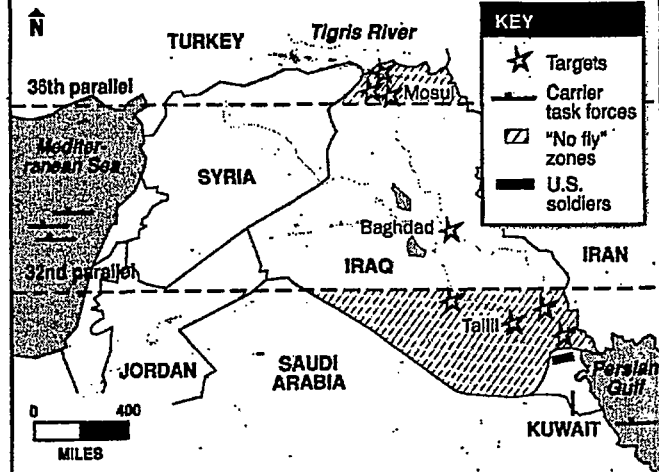 N
TURKEY
Tigris River
36th parallel
Mosul
Mediter-
ranean Sea
SYRIA
Baghdad
IRAQ
IRAN
32nd parallel
Tallil
JORDAN
SAUDI
ARABIA
Persian
Gulf
KUWAIT
0 400
MILES
KEY
Targets
Carrier
task forces
"No fly"
zones
U.S.
soldiers